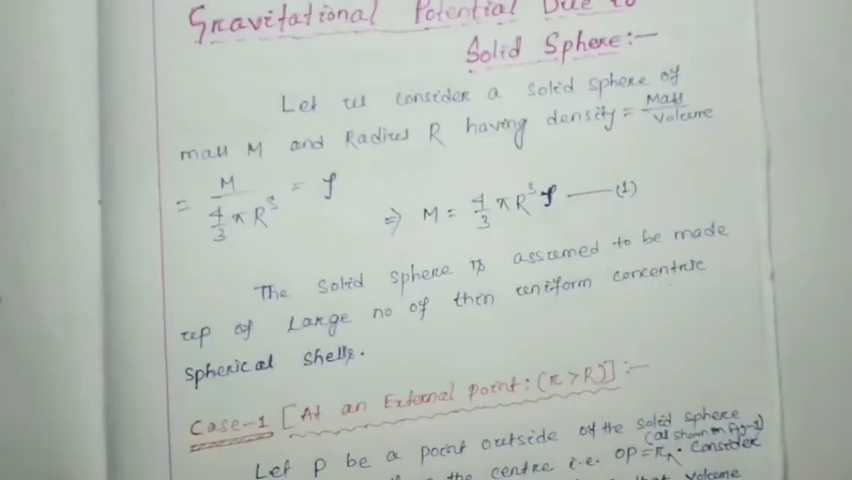 Gravitational Potential Due to
Solid Sphere:—
Let us consider a solid sphere of
mass M and Radius R having density = Mass/Volume
= M/(4/3 π R³) = ρ
⇒ M = 4/3 π R³ ρ —— (1)
The solid sphere is assumed to be made
up of Large no of thin uniform concentric
spherical shells.
Case-1 [At an External point: (r > R)] :—
Let P be a point outside of the solid sphere
(as shown in fig-1)
the centre i.e. OP = r. Consider
volume